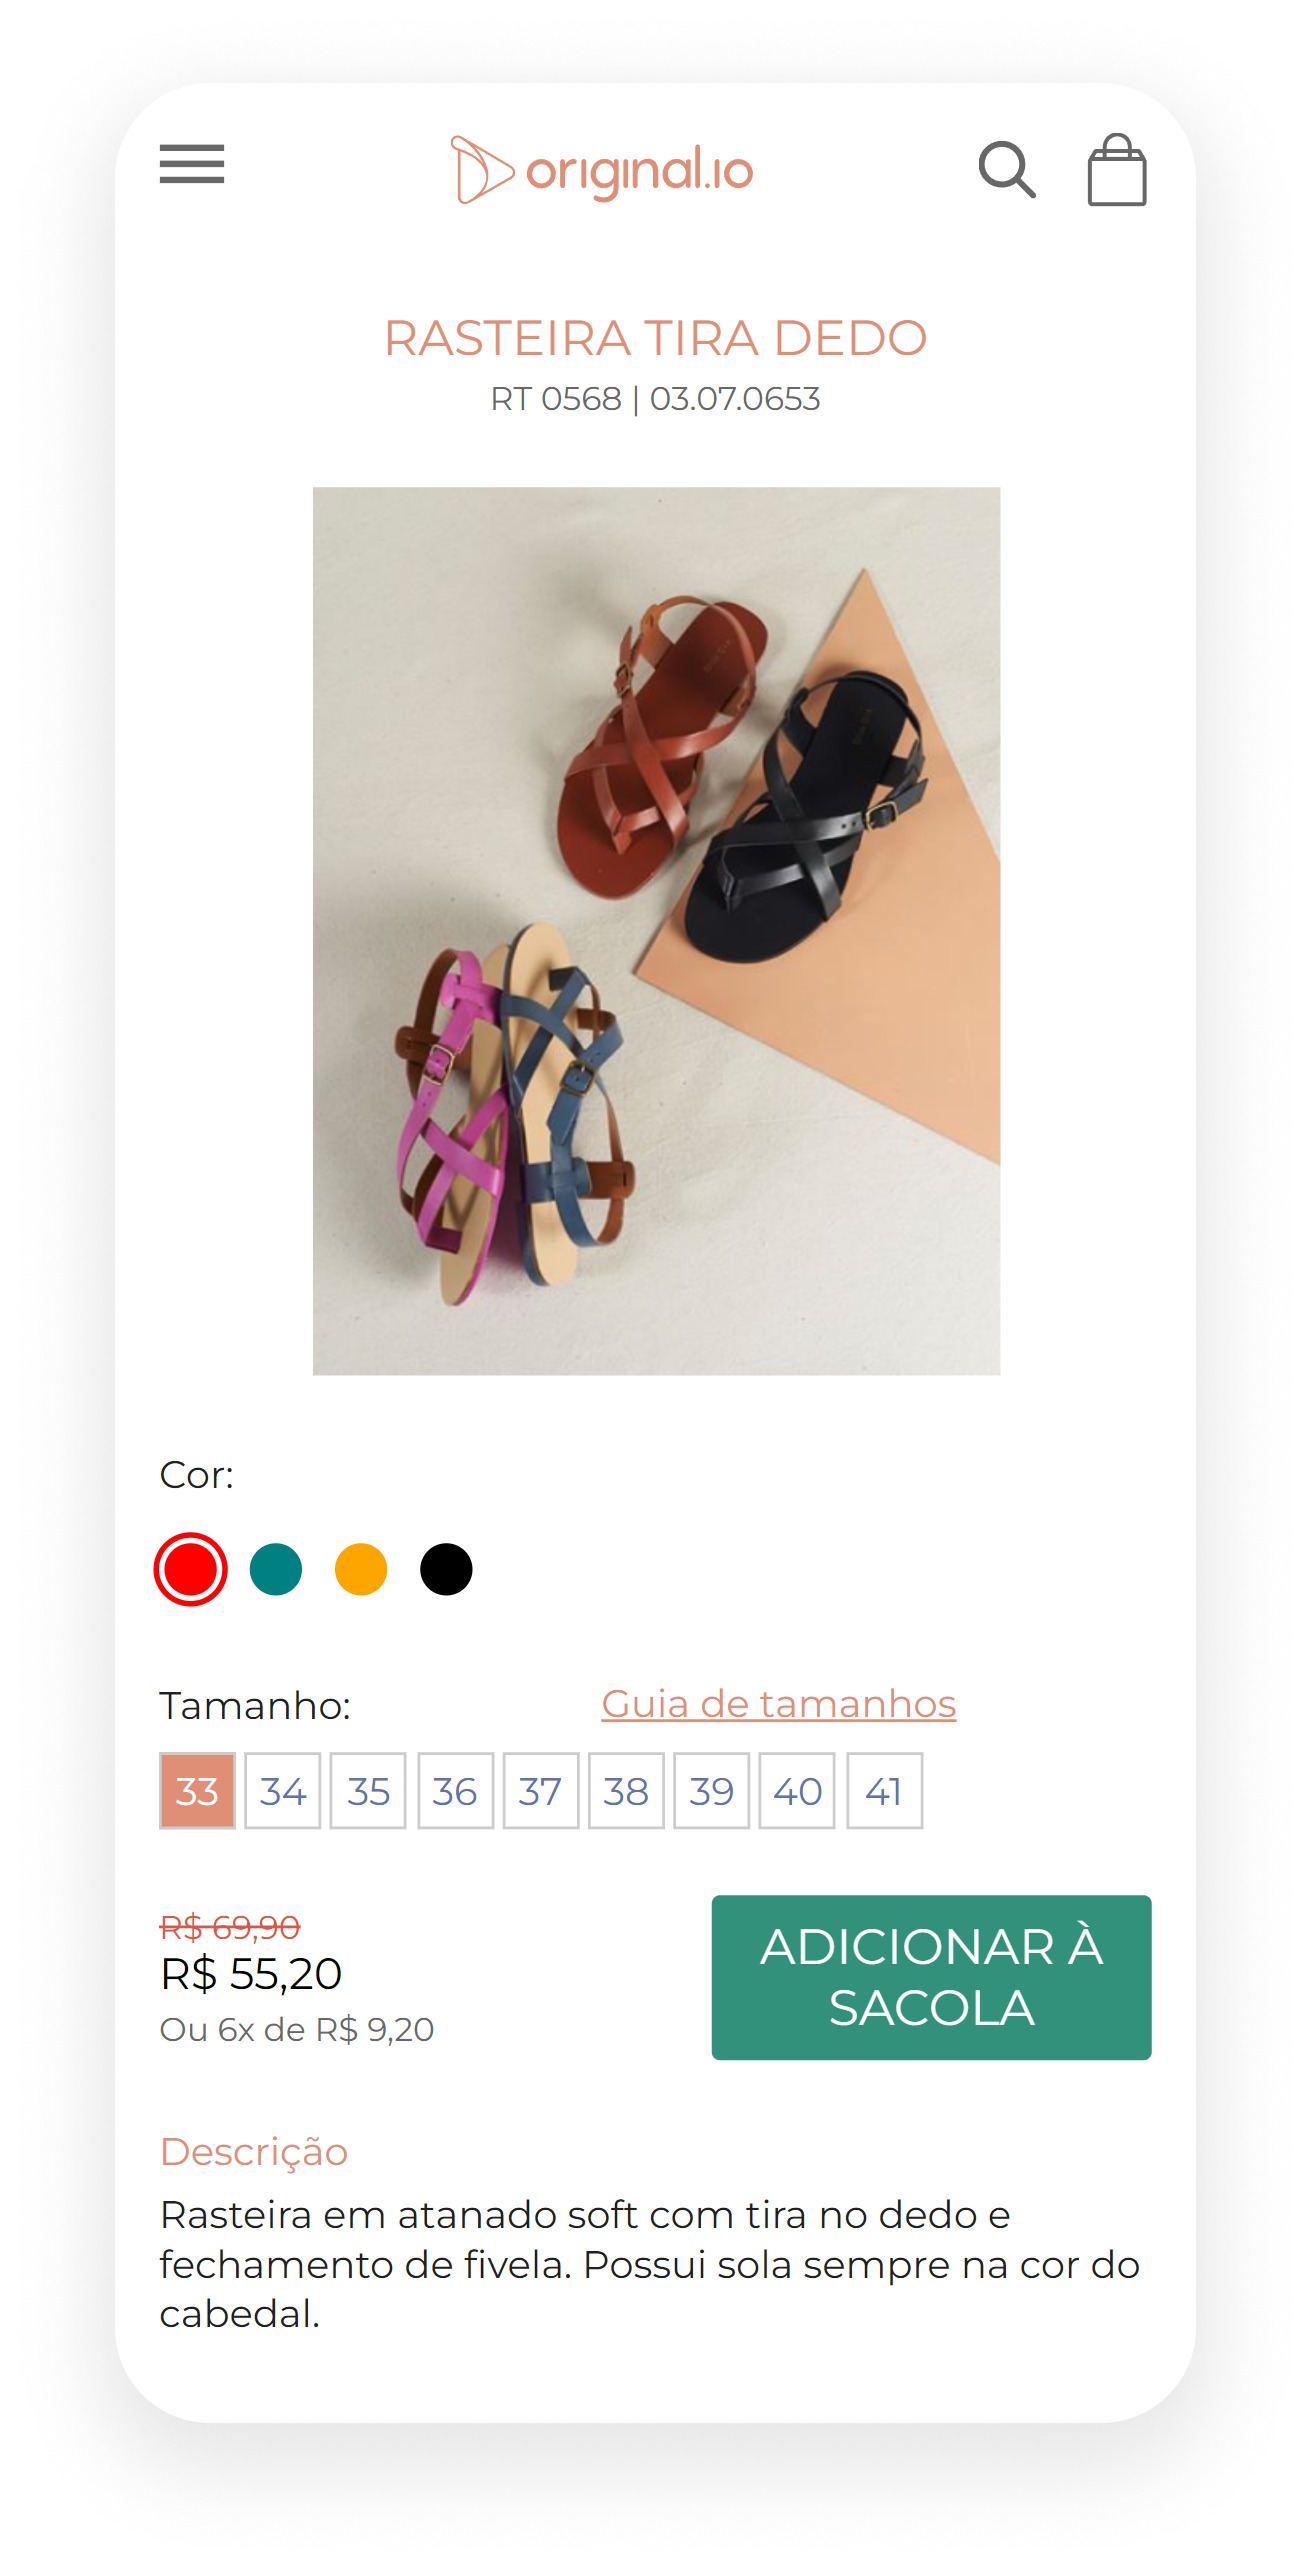 original.io
RASTEIRA TIRA DEDO
RT 0568 | 03.07.0653
Cor:
Tamanho:
Guia de tamanhos
33 34 35 36 37 38 39 40 41
R$ 69,90
R$ 55,20
Ou 6x de R$ 9,20
ADICIONAR À
SACOLA
Descrição
Rasteira em atanado soft com tira no dedo e
fechamento de fivela. Possui sola sempre na cor do
cabedal.